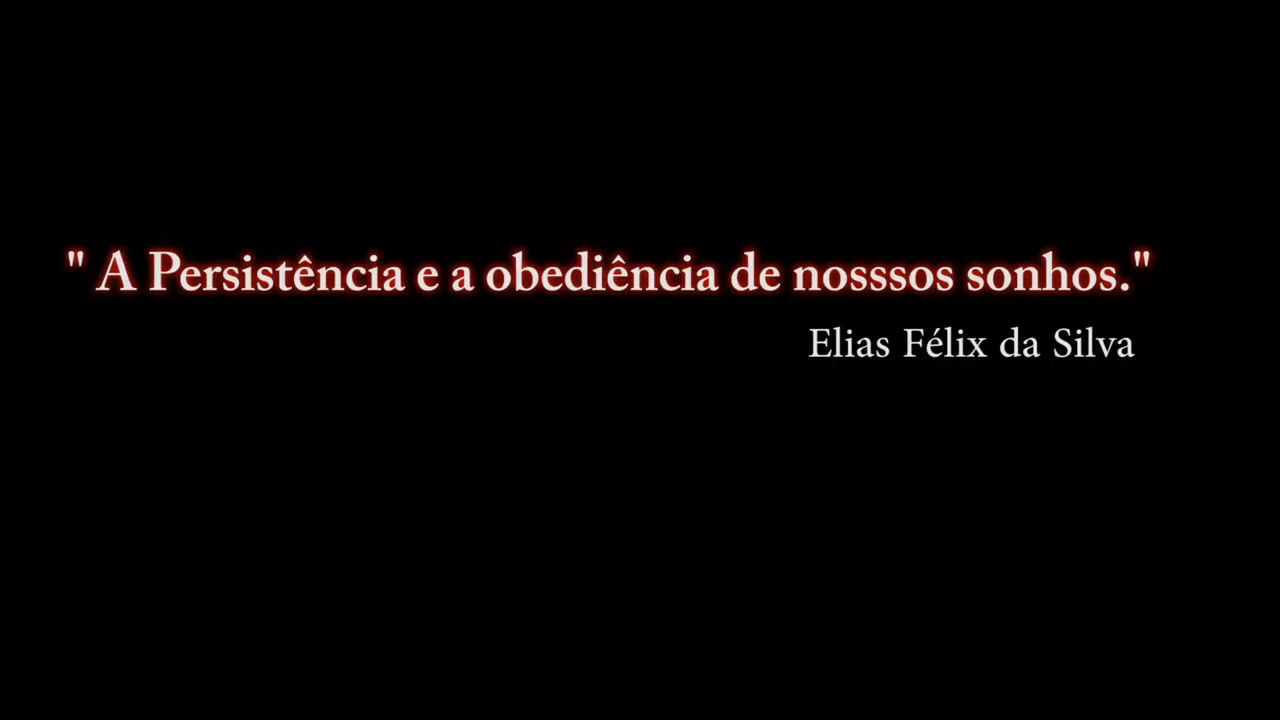 " A Persistência e a obediência de nosssos sonhos."
Elias Félix da Silva